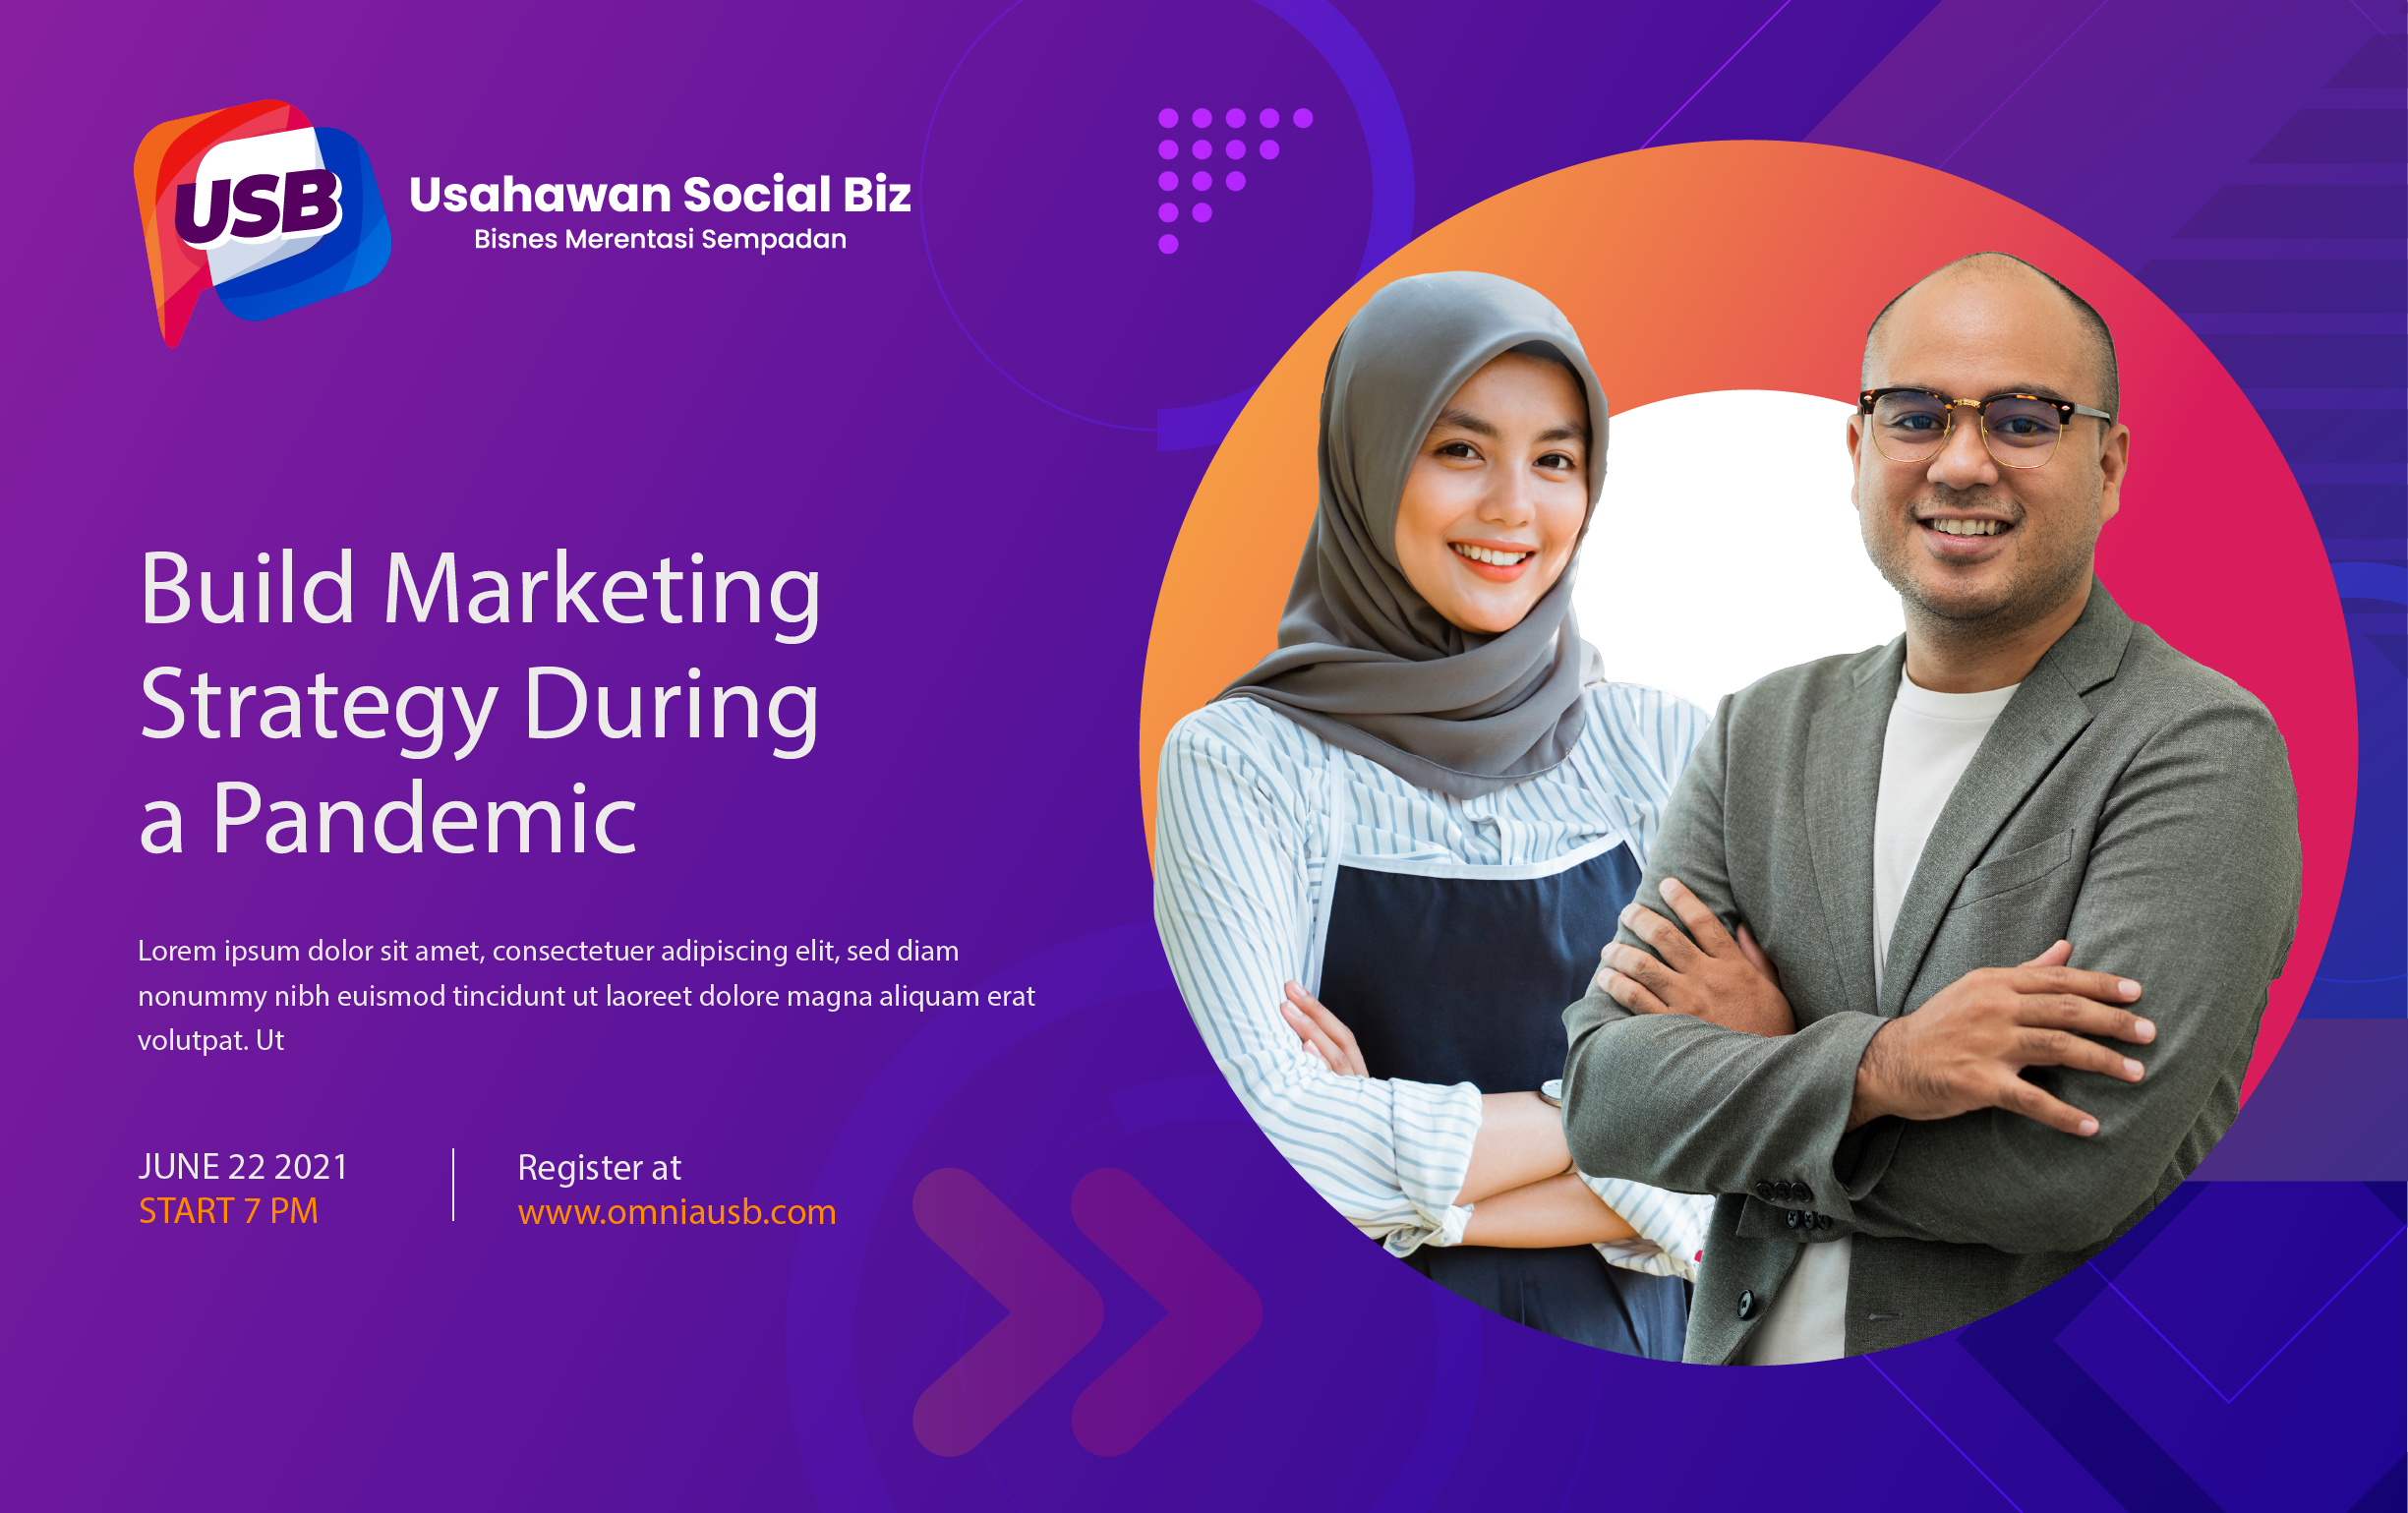 USB
Usahawan Social Biz
Bisnes Merentasi Sempadan
Build Marketing
Strategy During
a Pandemic
Lorem ipsum dolor sit amet, consectetuer adipiscing elit, sed diam
nonummy nibh euismod tincidunt ut laoreet dolore magna aliquam erat
volutpat. Ut
JUNE 22 2021
START 7 PM
Register at
www.omniausb.com